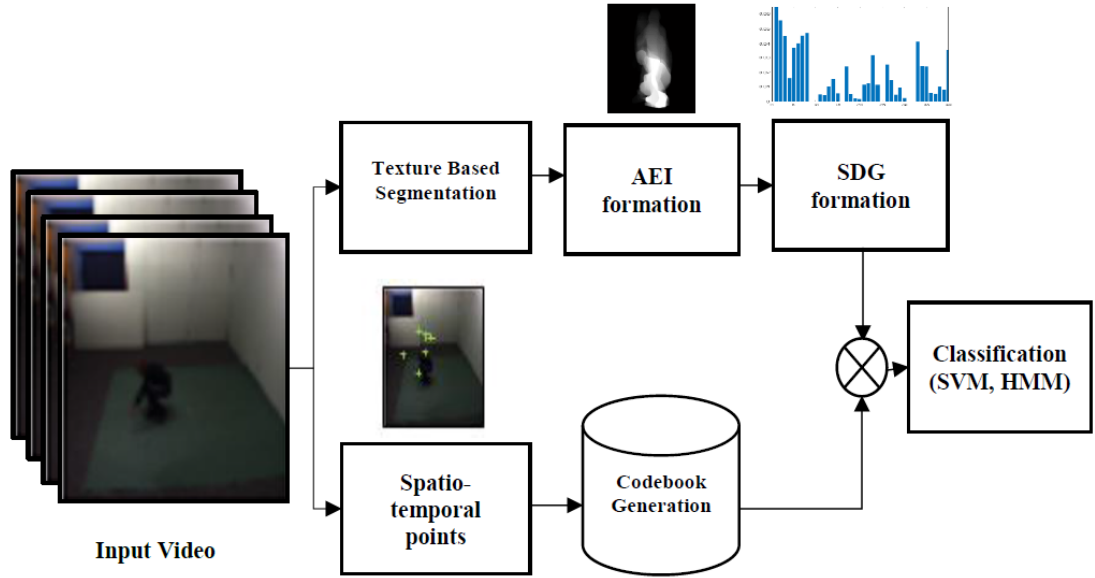 Texture Based
Segmentation
AEI
formation
SDG
formation
Classification
(SVM, HMM)
Spatio-
temporal
points
Codebook
Generation
Input Video